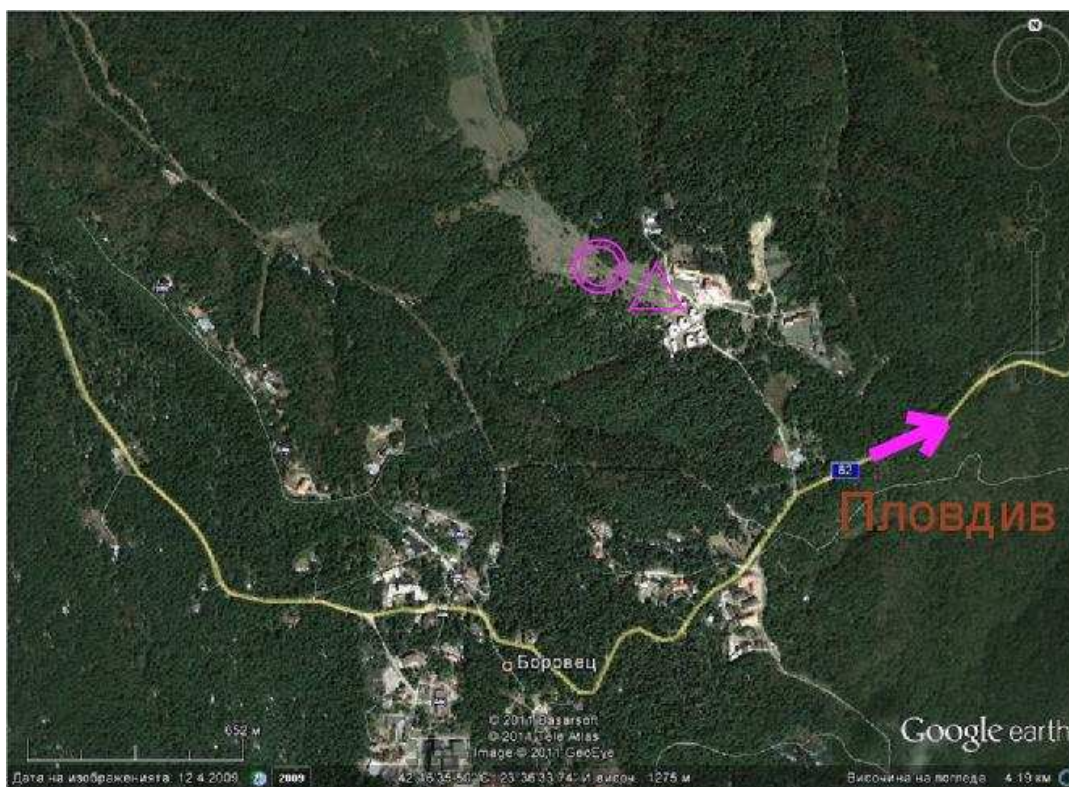 N
82
Пловдив
Боровец
652 м
© 2011 Basarsoft
© 2011 Tele Atlas
Image © 2011 GeoEye
Google earth
Дата на изображенията: 12.4.2009
2009
1275 м
Височина на погледа 4.19 км